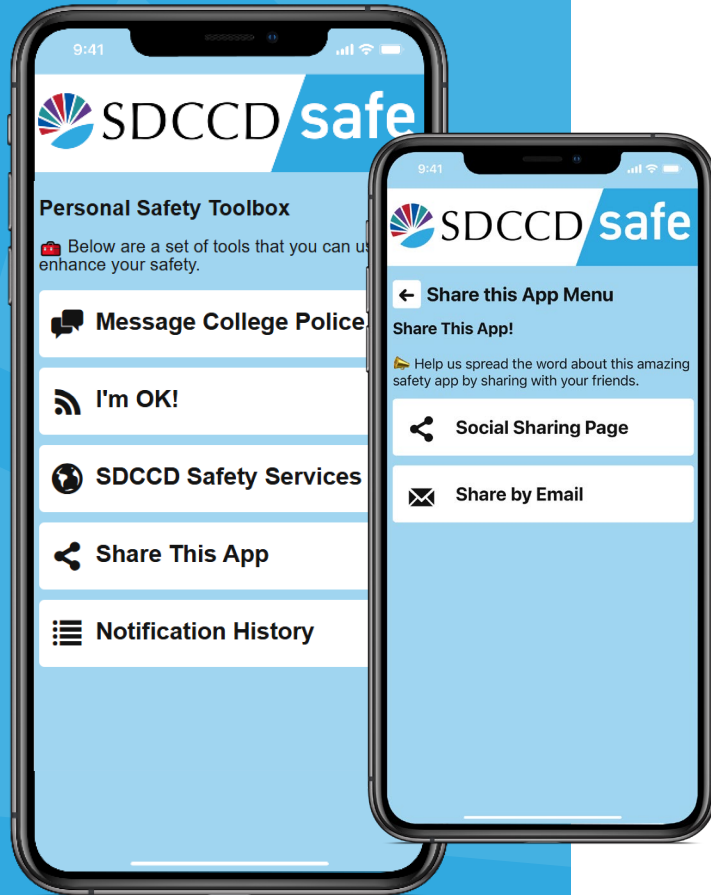 9:41
SDCCD safe
Personal Safety Toolbox
Below are a set of tools that you can
enhance your safety.
Message College Police
I'm OK!
SDCCD Safety Services
Share This App
Notification History
9:41
SDCCD safe
Share this App Menu
Share This App!
Help us spread the word about this amazing
safety app by sharing with your friends.
Social Sharing Page
Share by Email